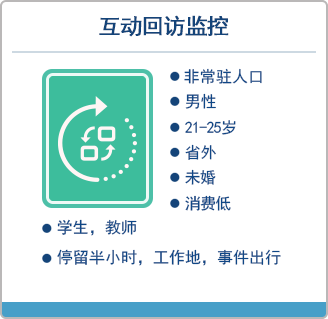 互动回访监控
非常驻人口
男性
21-25岁
省外
未婚
消费低
学生，教师
停留半小时，工作地，事件出行